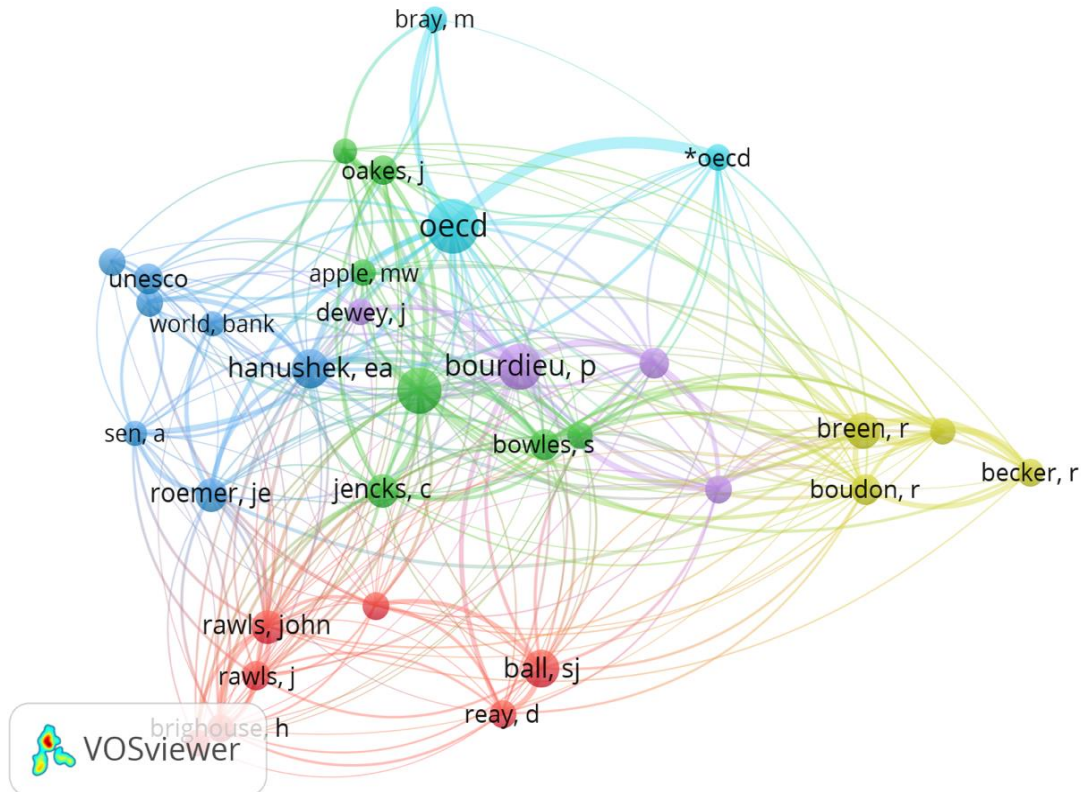 bray, m
*oecd
oakes, j
oecd
apple, mw
unesco
dewey, j
world, bank
hanushek, ea
bourdieu, p
breen, r
sen, a
bowles, s
becker, r
roemer, je
jencks, c
boudon, r
rawls, john
ball, sj
rawls, j
reay, d
brighouse, h
VOSviewer